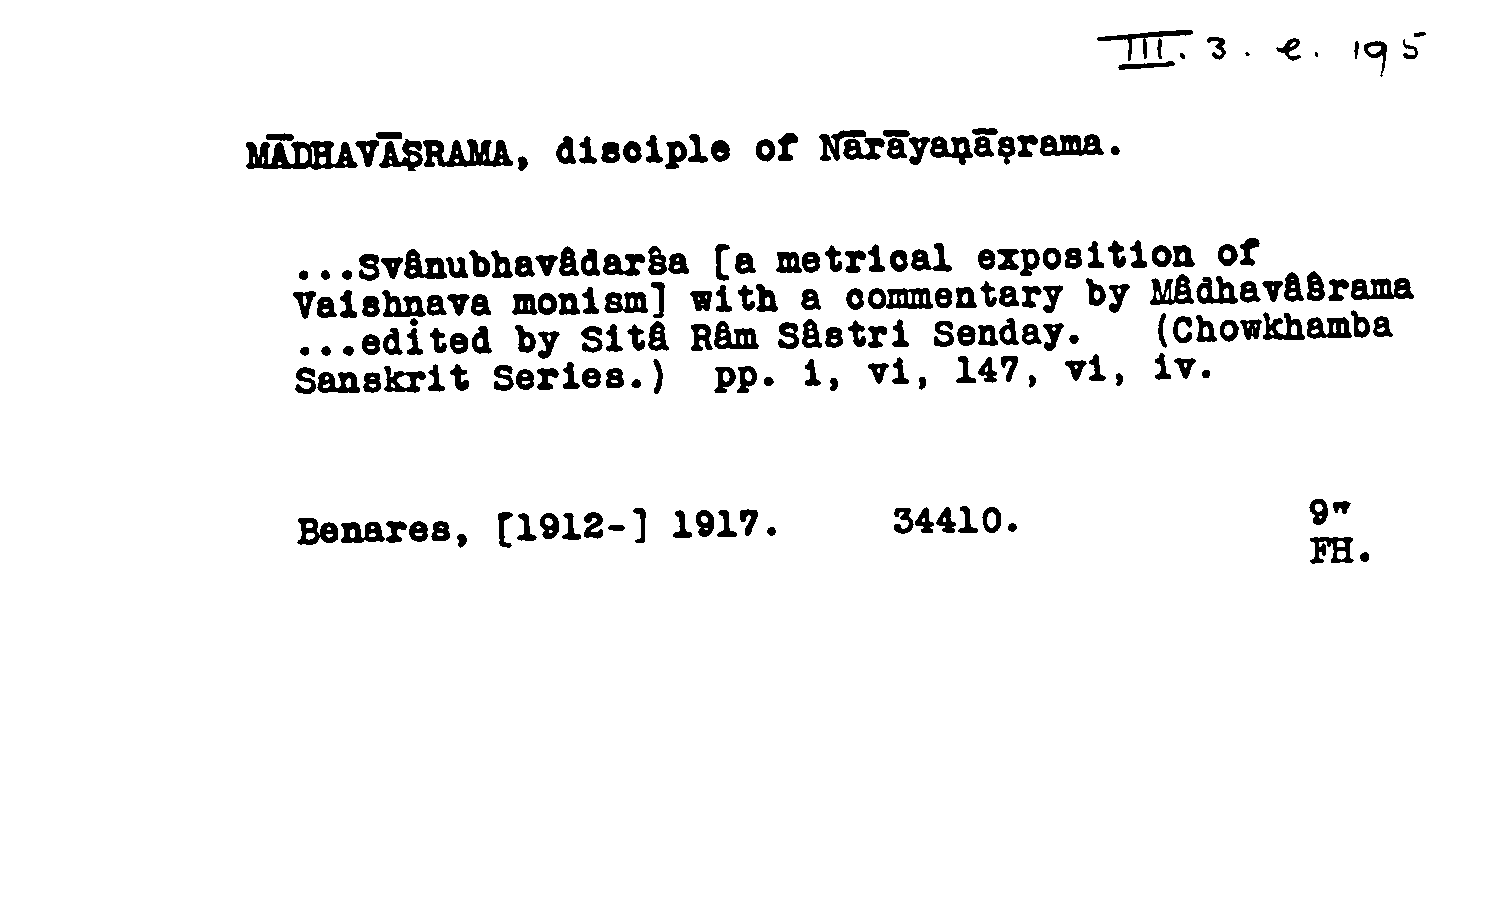 III. 3. e. 195
MĀDHAVĀṢRAMA, disciple of Nārāyaṇāṣrama.
...Svânubhavâdarŝa [a metrical exposition of
Vaishṇava monism] with a commentary by Mâdhavâŝrama
...edited by Sitâ Râm Sâstri Senday. (Chowkhamba
Sanskrit Series.) pp. i, vi, 147, vi, iv.
Benares, [1912-] 1917. 34410. 9"
FH.